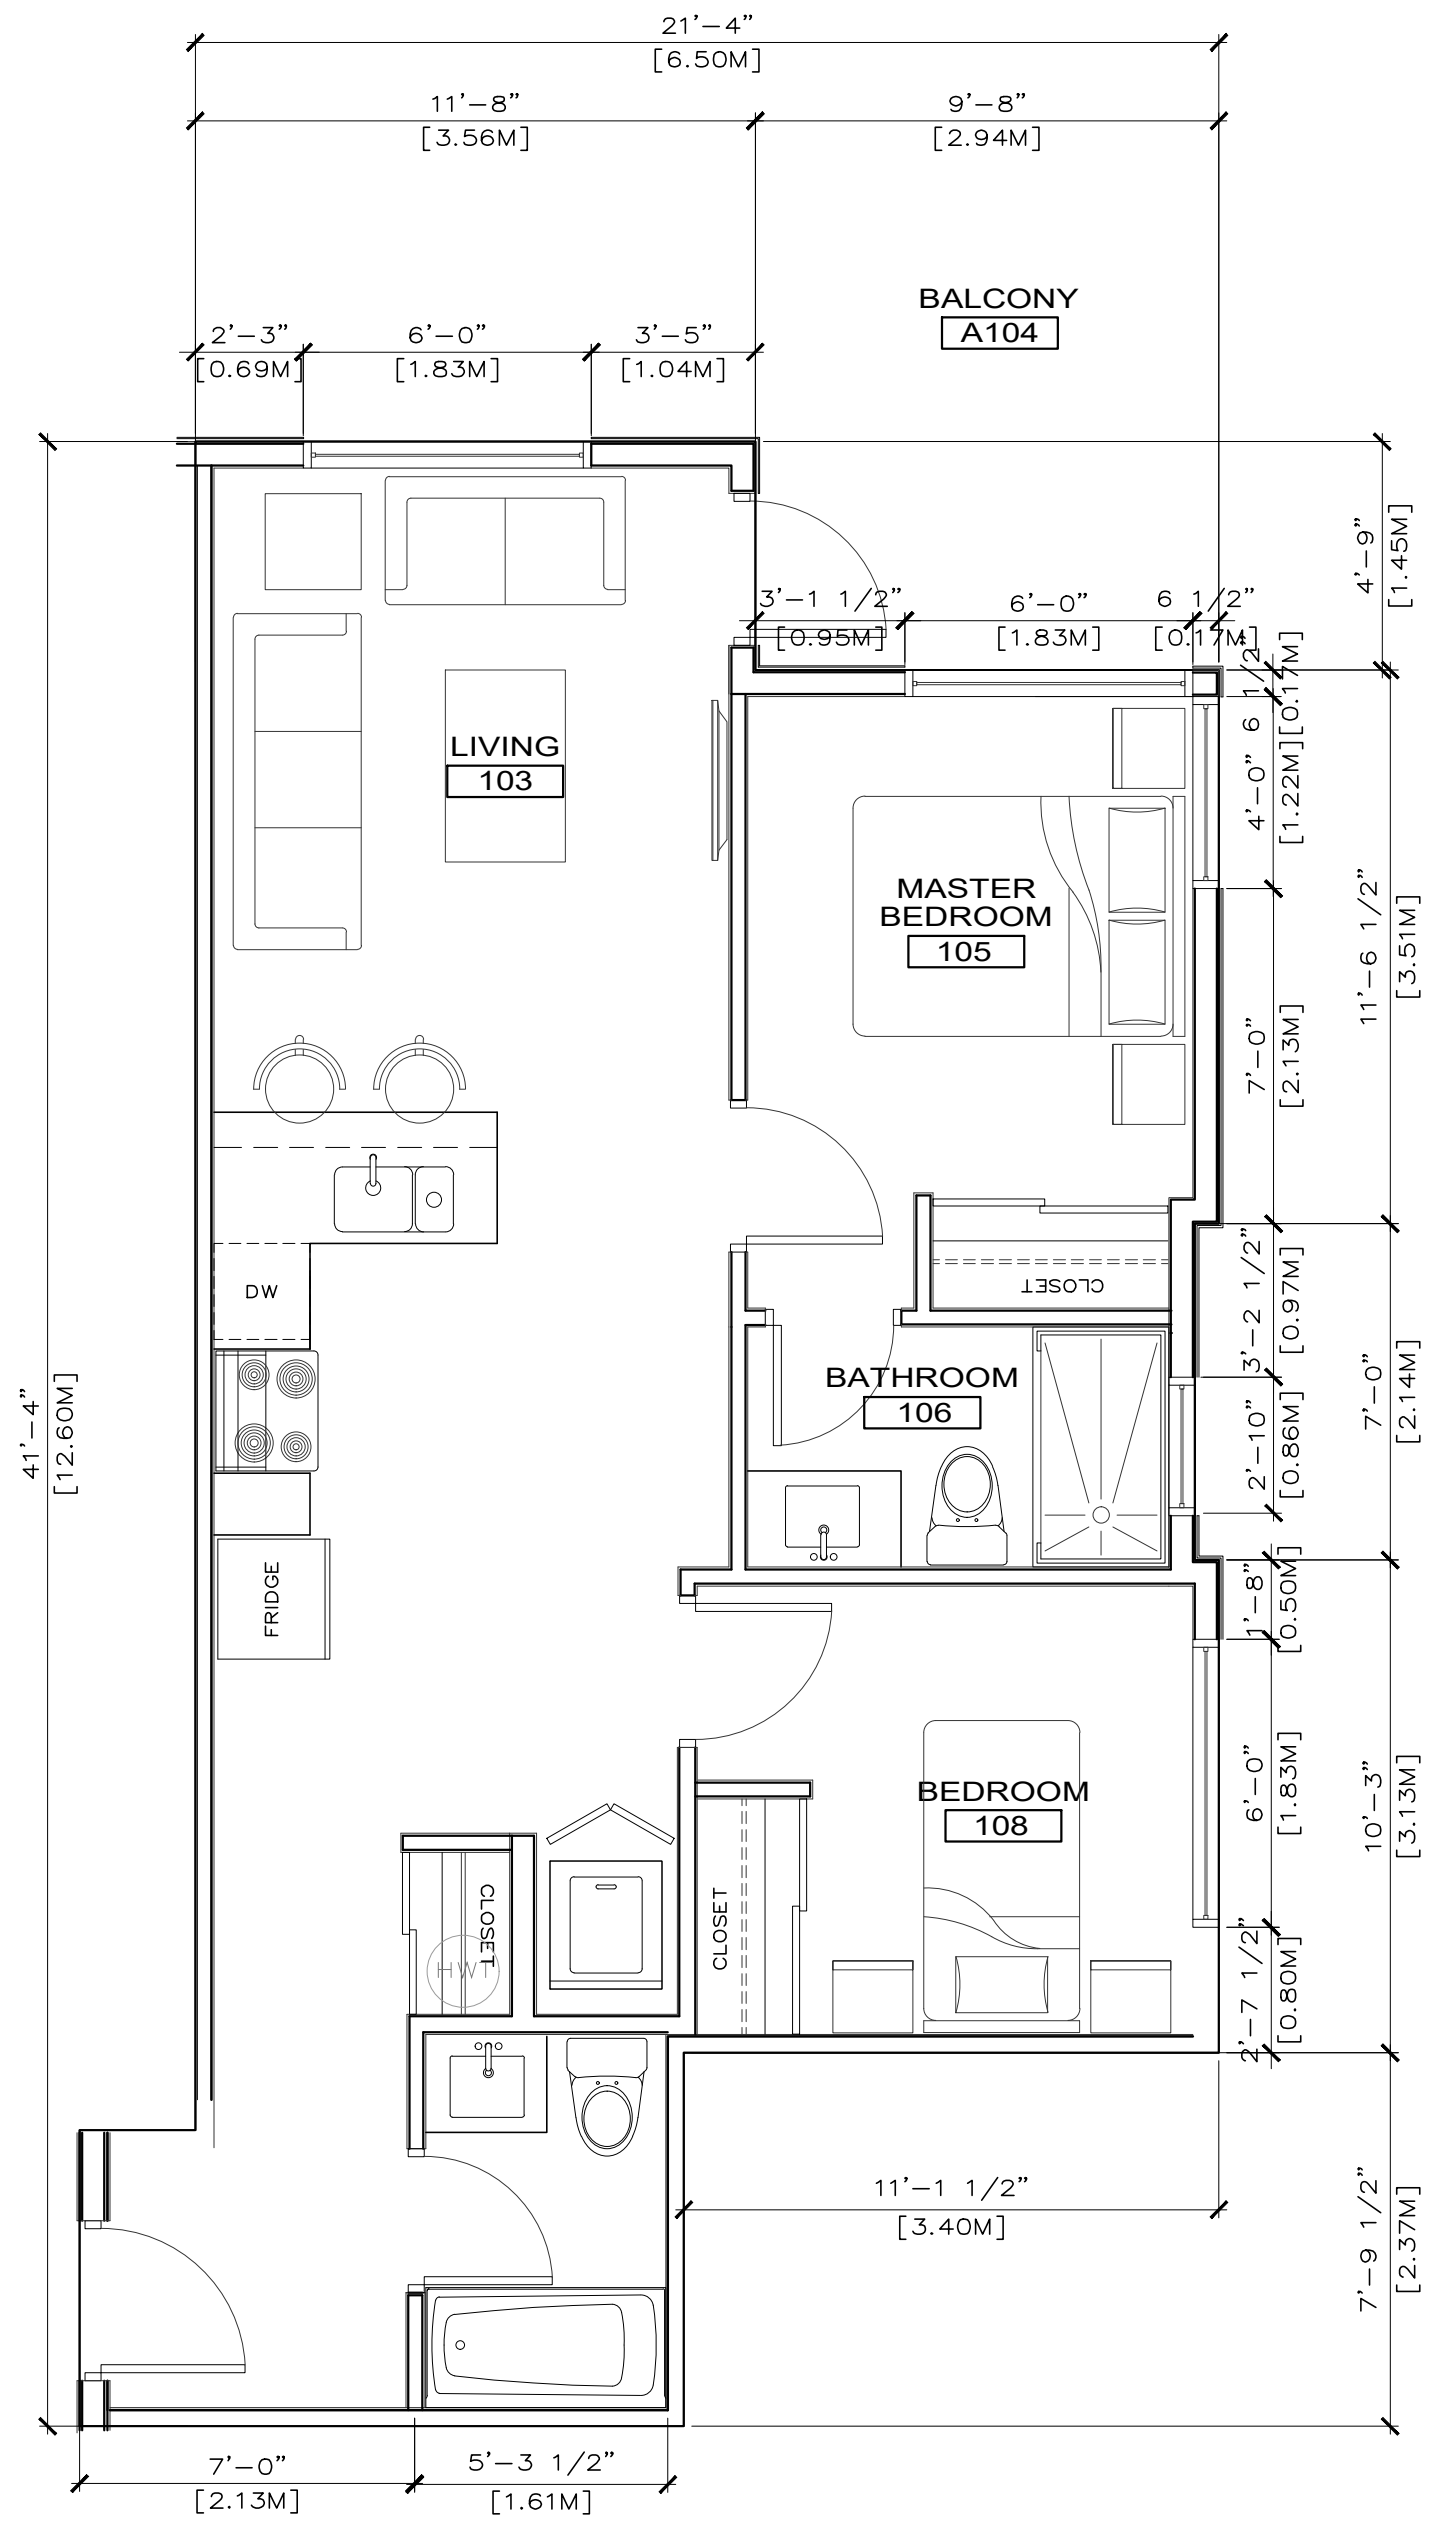 21'-4"
[6.50M]
11'-8"
[3.56M]
9'-8"
[2.94M]
BALCONY
A104
2'-3"
[0.69M]
6'-0"
[1.83M]
3'-5"
[1.04M]
4'-9"
[1.45M]
3'-1 1/2"
[0.95M]
6'-0"
[1.83M]
6 1/2"
[0.17M]
6 1/2"
[0.17M]
LIVING
103
4'-0"
[1.22M]
MASTER
BEDROOM
105
11'-6 1/2"
[3.51M]
7'-0"
[2.13M]
CLOSET
DW
3'-2 1/2"
[0.97M]
BATHROOM
106
7'-0"
[2.14M]
41'-4"
[12.60M]
2'-10"
[0.86M]
FRIDGE
1'-8"
[0.50M]
BEDROOM
108
6'-0"
[1.83M]
10'-3"
[3.13M]
CLOSET
HWT
CLOSET
2'-7 1/2"
[0.80M]
11'-1 1/2"
[3.40M]
7'-9 1/2"
[2.37M]
7'-0"
[2.13M]
5'-3 1/2"
[1.61M]